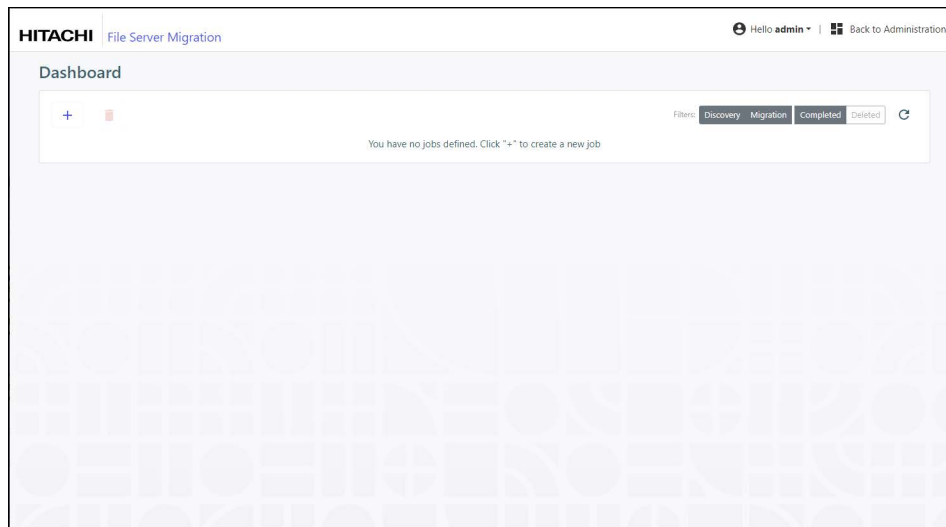 HITACHI File Server Migration
Hello admin | Back to Administration
Dashboard
+ Filters: Discovery Migration Completed Deleted
You have no jobs defined. Click "+" to create a new job